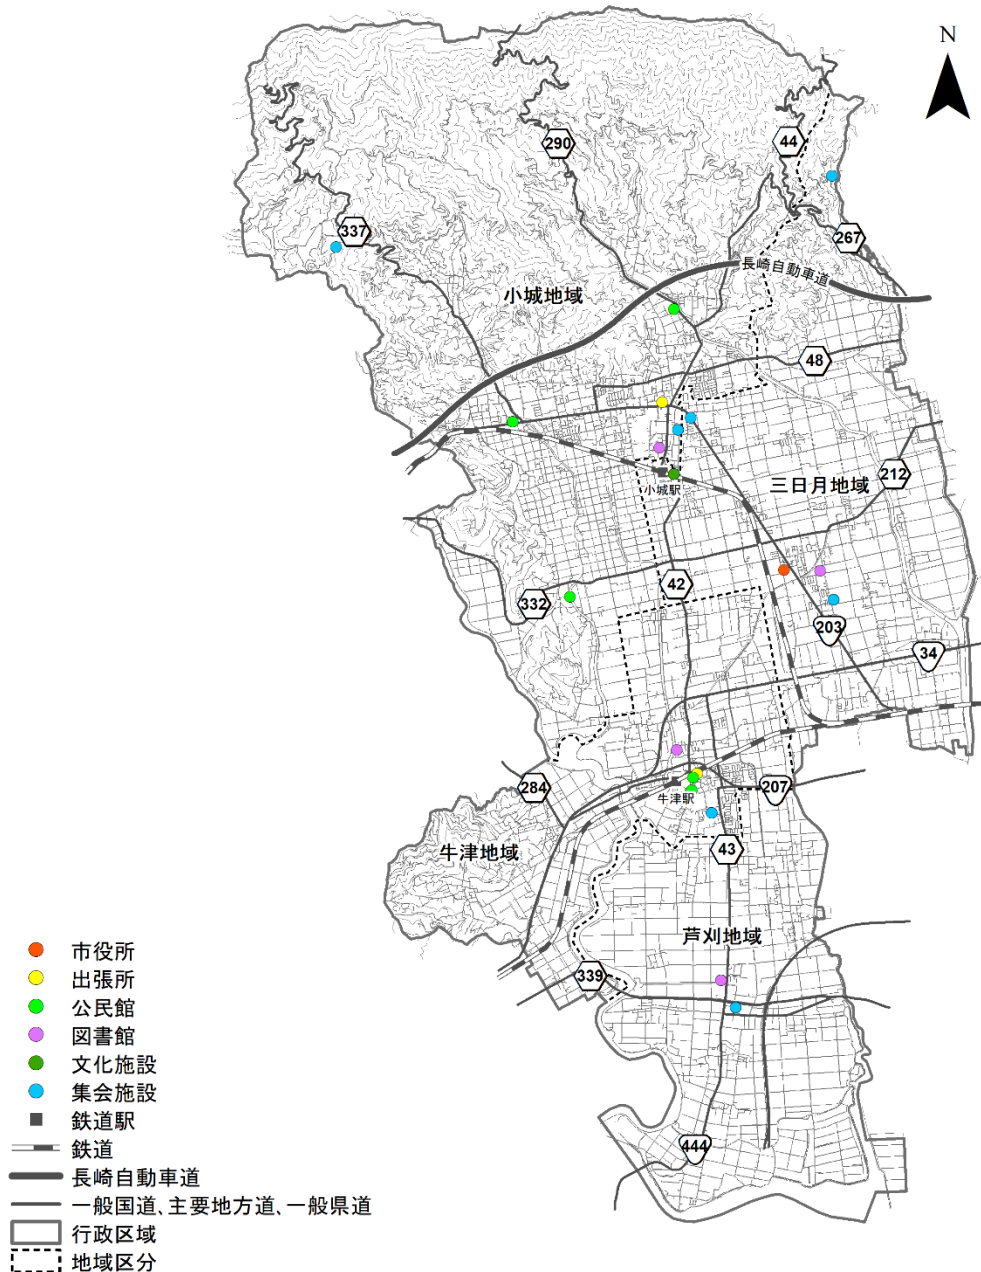 N
290
44
337
267
長崎自動車道
小城地域
48
212
三日月地域
小城駅
42
332
203
34
284
牛津駅
207
43
牛津地域
芦刈地域
339
444
市役所
出張所
公民館
図書館
文化施設
集会施設
鉄道駅
鉄道
長崎自動車道
一般国道、主要地方道、一般県道
行政区域
地域区分